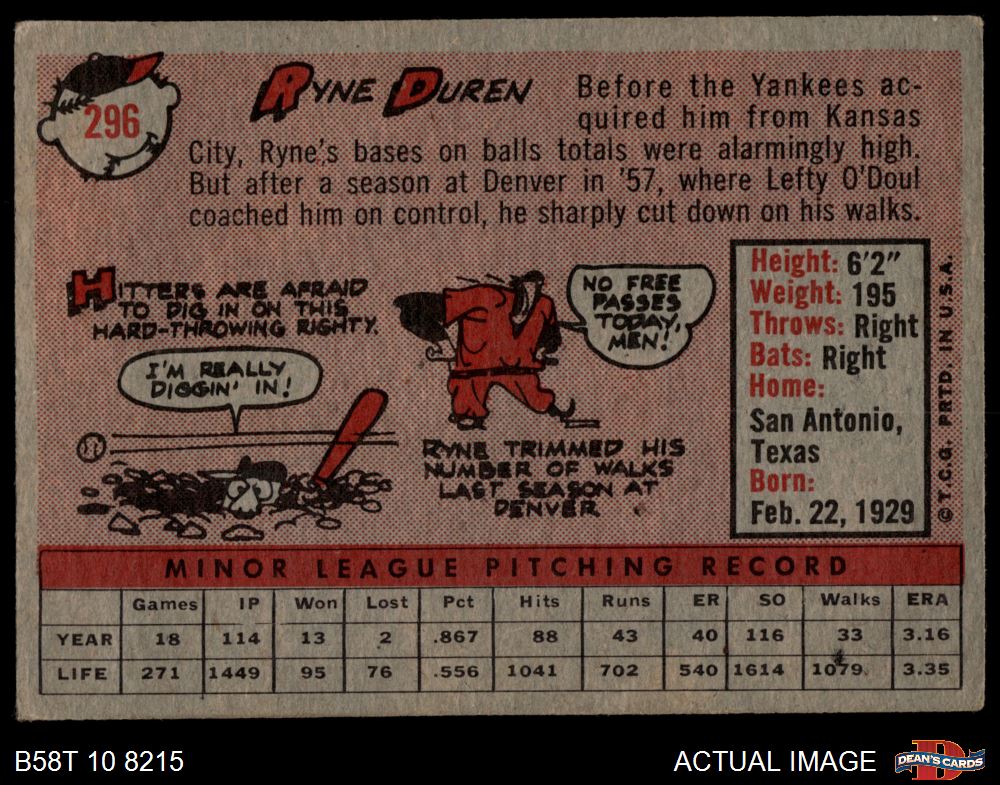 296
RYNE DUREN
Before the Yankees ac-
quired him from Kansas
City, Ryne's bases on balls totals were alarmingly high.
But after a season at Denver in '57, where Lefty O'Doul
coached him on control, he sharply cut down on his walks.
HITTERS ARE AFRAID
TO DIG IN ON THIS
HARD-THROWING RIGHTY.
I'M REALLY
DIGGIN' IN!
NO FREE
PASSES
TODAY,
MEN!
RYNE TRIMMED HIS
NUMBER OF WALKS
LAST SEASON AT
DENVER
Height: 6'2"
Weight: 195
Throws: Right
Bats: Right
Home:
San Antonio,
Texas
Born:
Feb. 22, 1929
© T.C.G. PRTD. IN U.S.A.
MINOR LEAGUE PITCHING RECORD
Games IP Won Lost Pct Hits Runs ER SO Walks ERA
YEAR 18 114 13 2 .867 88 43 40 116 33 3.16
LIFE 271 1449 95 76 .556 1041 702 540 1614 1079 3.35
B58T 10 8215
ACTUAL IMAGE
DEAN'S CARDS